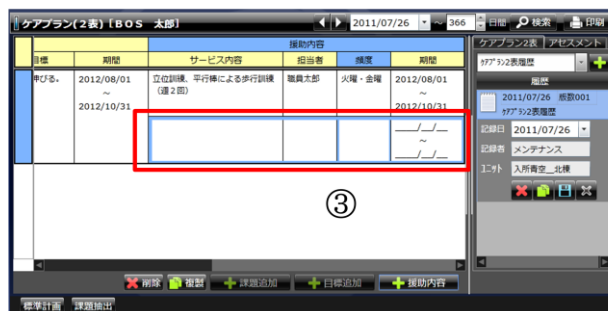 ケアプラン(2表)【BOS 太郎】
2011/07/26 ~ 366 日間 検索 印刷
援助内容
目標 期間 サービス内容 担当者 頻度 期間
伸びる。 2012/08/01 ~ 2012/10/31 立位訓練、平行棒による歩行訓練(週2回) 職員太郎 火曜・金曜 2012/08/01 ~ 2012/10/31
__/__/__
~
__/__/__
③
削除 複製 課題追加 目標追加 援助内容
標準計画 課題抽出
ケアプラン2表 アセスメント
ケアプラン2表履歴
履歴
2011/07/26 版数001
ケアプラン2表履歴
記録日 2011/07/26
記録者 メンテナンス
ユニット 入所青空__北棟